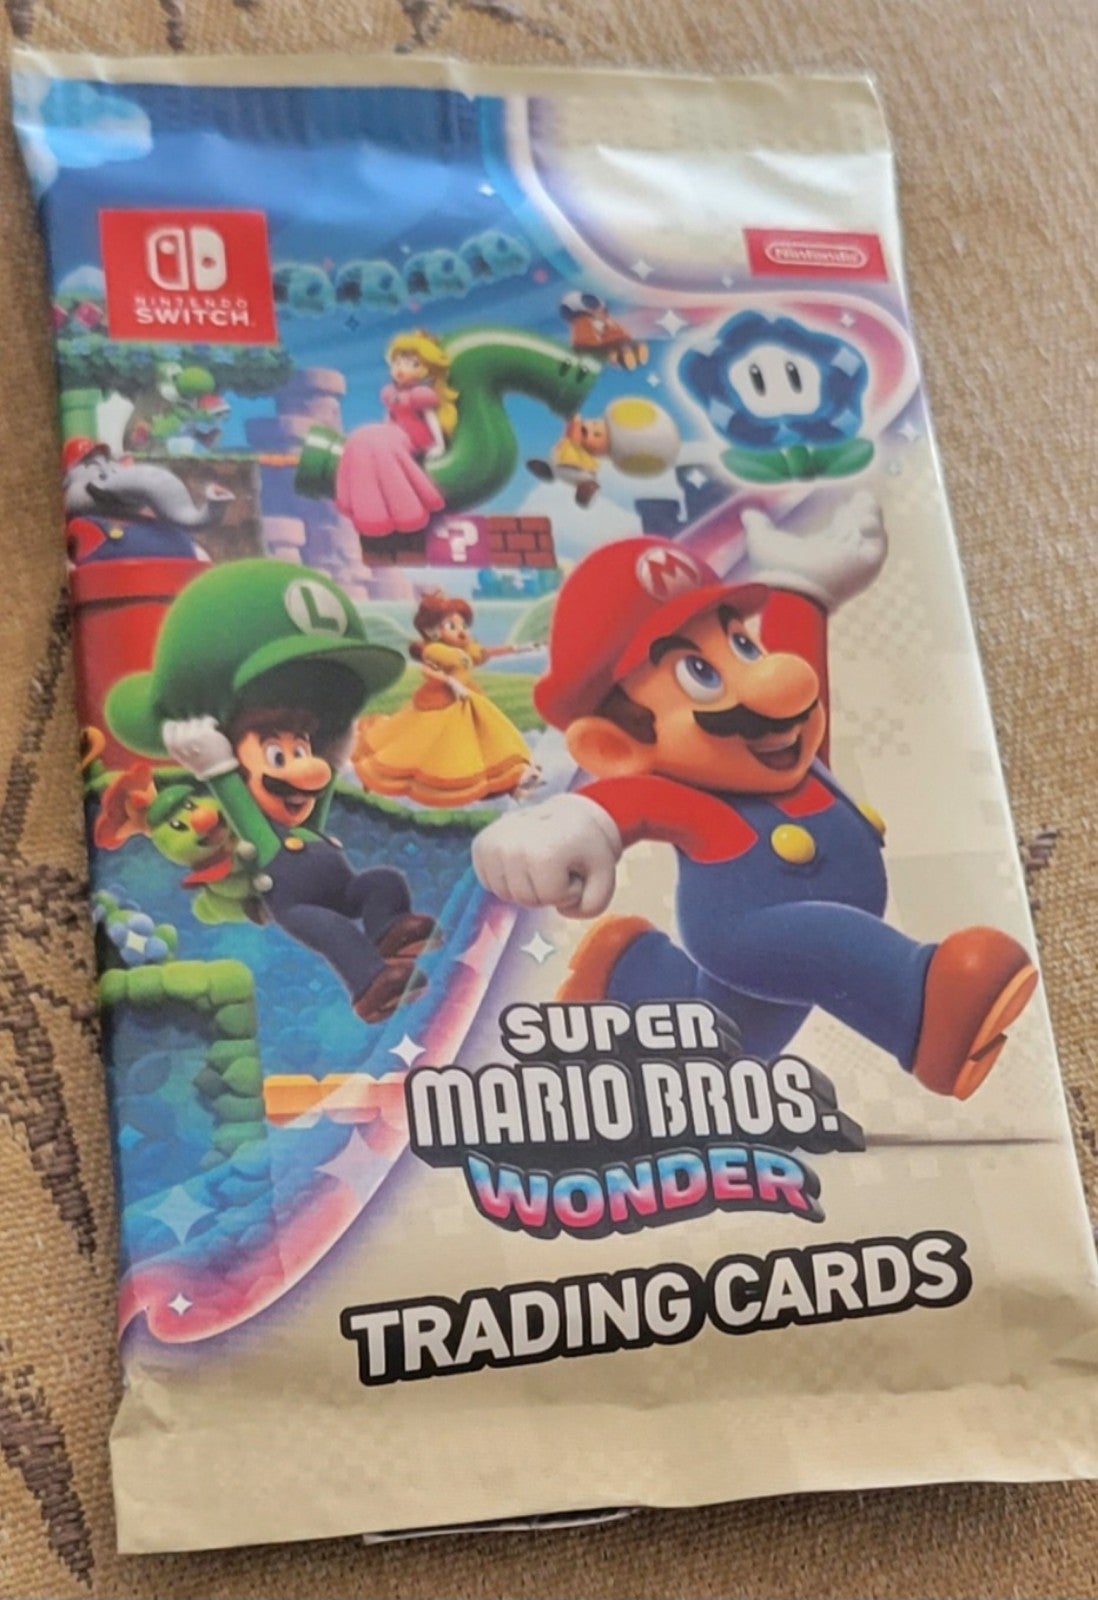 NINTENDO
SWITCH
Nintendo
?
L
M
SUPER
MARIO BROS.
WONDER
TRADING CARDS